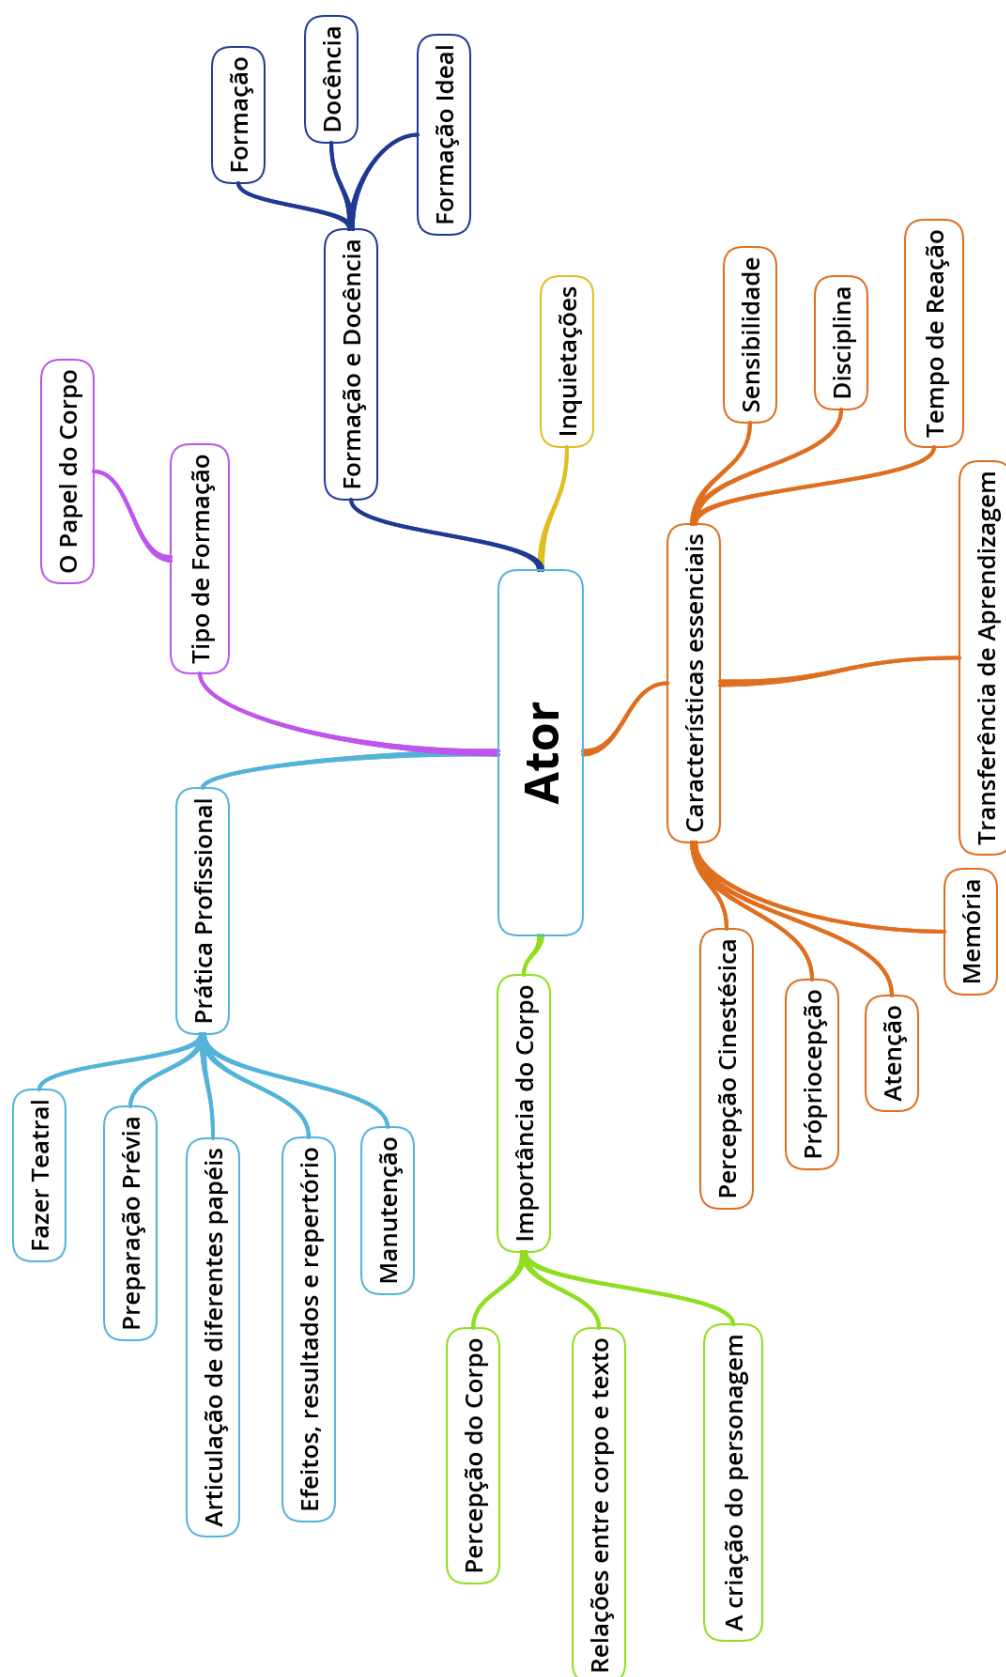 Ator
Formação e Docência
Formação
Docência
Formação Ideal
Inquietações
Tipo de Formação
O Papel do Corpo
Prática Profissional
Fazer Teatral
Preparação Prévia
Articulação de diferentes papéis
Efeitos, resultados e repertório
Manutenção
Importância do Corpo
Percepção do Corpo
Relações entre corpo e texto
A criação do personagem
Características essenciais
Sensibilidade
Disciplina
Tempo de Reação
Transferência de Aprendizagem
Memória
Atenção
Própriocepção
Percepção Cinestésica